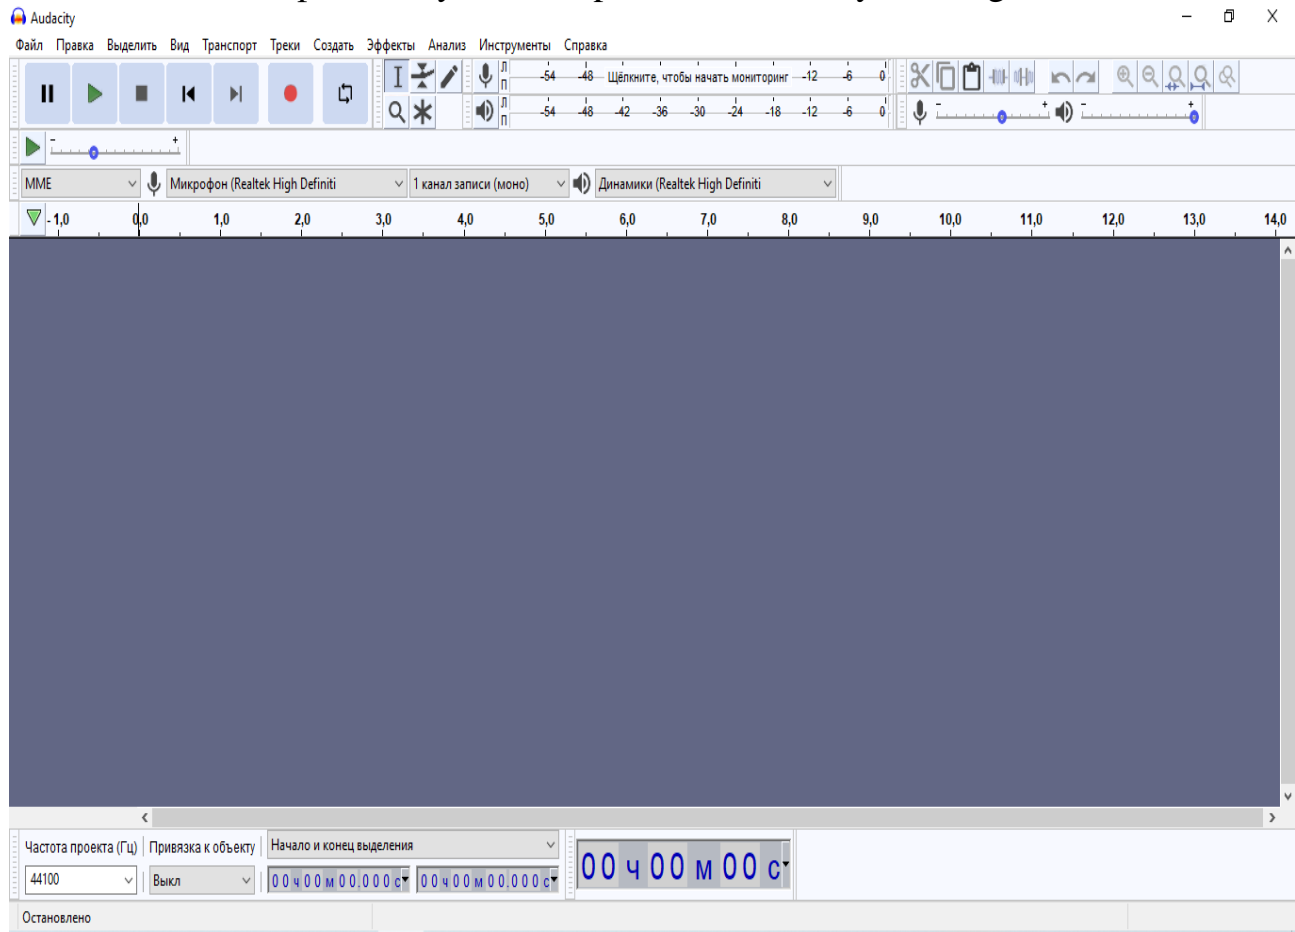 Audacity
Файл Правка Выделить Вид Транспорт Треки Создать Эффекты Анализ Инструменты Справка
Л П -54 -48 Щёлкните, чтобы начать мониторинг -12 -6 0 - +
Л П -54 -48 -42 -36 -30 -24 -18 -12 -6 0 - +
- +
MME Микрофон (Realtek High Definiti 1 канал записи (моно) Динамики (Realtek High Definiti
- 1,0 0,0 1,0 2,0 3,0 4,0 5,0 6,0 7,0 8,0 9,0 10,0 11,0 12,0 13,0 14,0
Частота проекта (Гц) Привязка к объекту Начало и конец выделения
44100 Выкл 00 ч 00 м 00.000 с 00 ч 00 м 00.000 с 00 ч 00 м 00 с
Остановлено